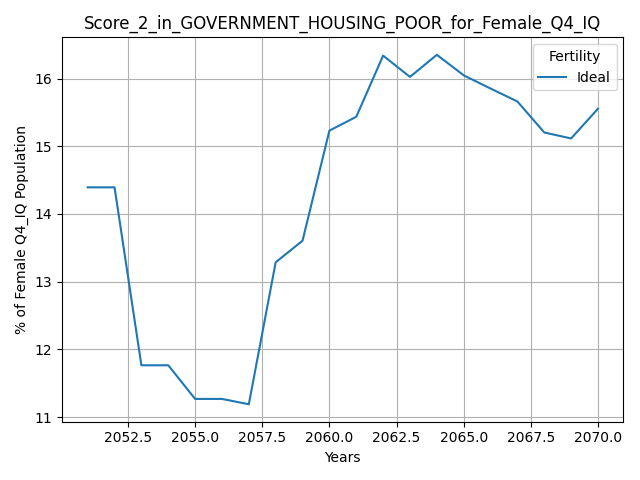 Score_2_in_GOVERNMENT_HOUSING_POOR_for_Female_Q4_IQ
Fertility
Ideal
% of Female Q4_IQ Population
16
15
14
13
12
11
2052.5 2055.0 2057.5 2060.0 2062.5 2065.0 2067.5 2070.0
Years